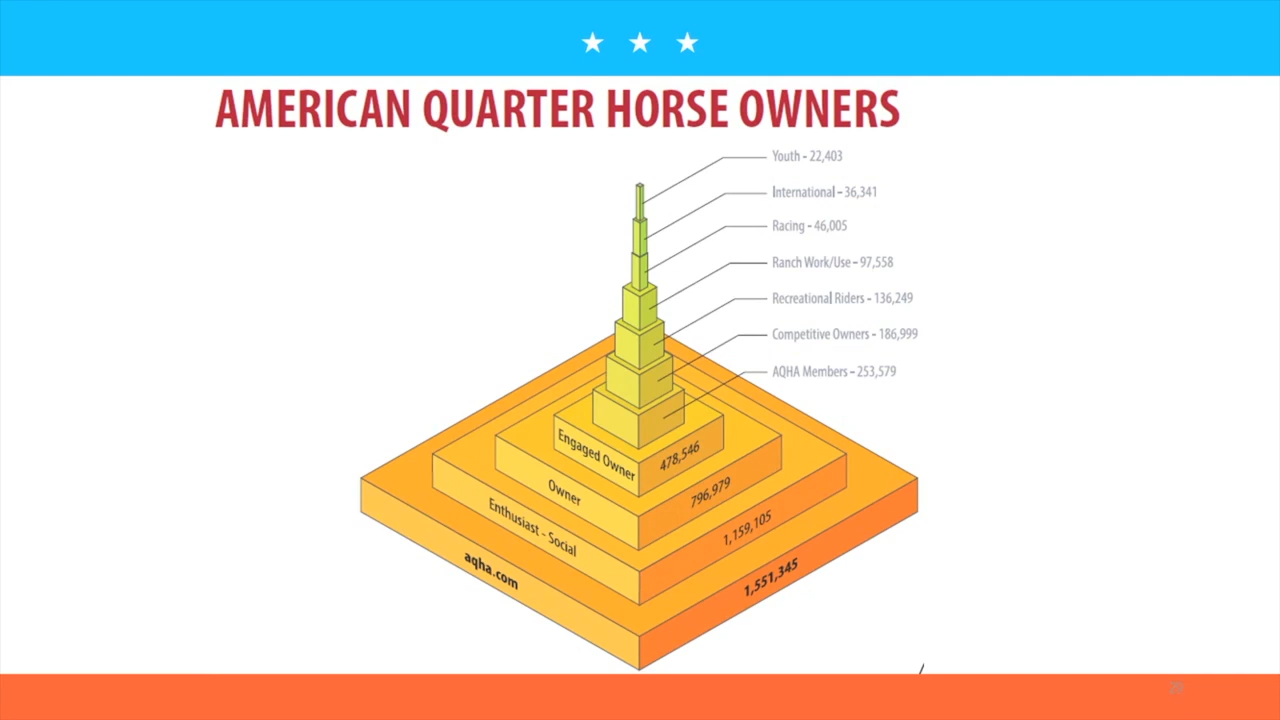 AMERICAN QUARTER HORSE OWNERS
Youth - 22,403
International - 36,341
Racing - 46,005
Ranch Work/Use - 97,558
Recreational Riders - 136,249
Competitive Owners - 186,999
AQHA Members - 253,579
Engaged Owner 478,546
Owner 796,979
Enthusiast - Social 1,159,105
aqha.com 1,551,345
20